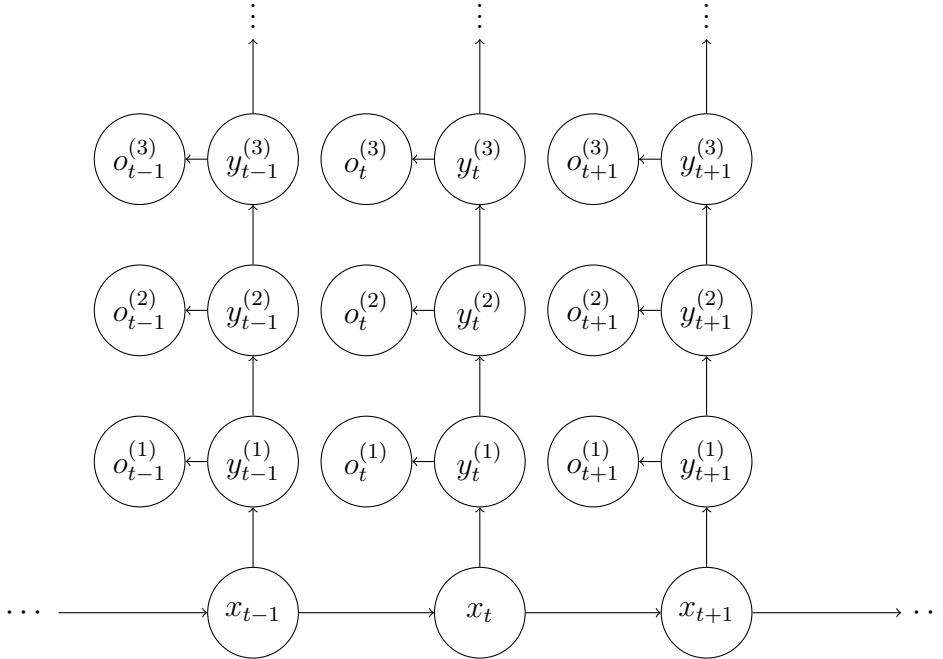 ⋮ ⋮ ⋮
o_{t−1}^{(3)} y_{t−1}^{(3)} o_t^{(3)} y_t^{(3)} o_{t+1}^{(3)} y_{t+1}^{(3)}
o_{t−1}^{(2)} y_{t−1}^{(2)} o_t^{(2)} y_t^{(2)} o_{t+1}^{(2)} y_{t+1}^{(2)}
o_{t−1}^{(1)} y_{t−1}^{(1)} o_t^{(1)} y_t^{(1)} o_{t+1}^{(1)} y_{t+1}^{(1)}
⋯ x_{t−1} x_t x_{t+1} ⋯